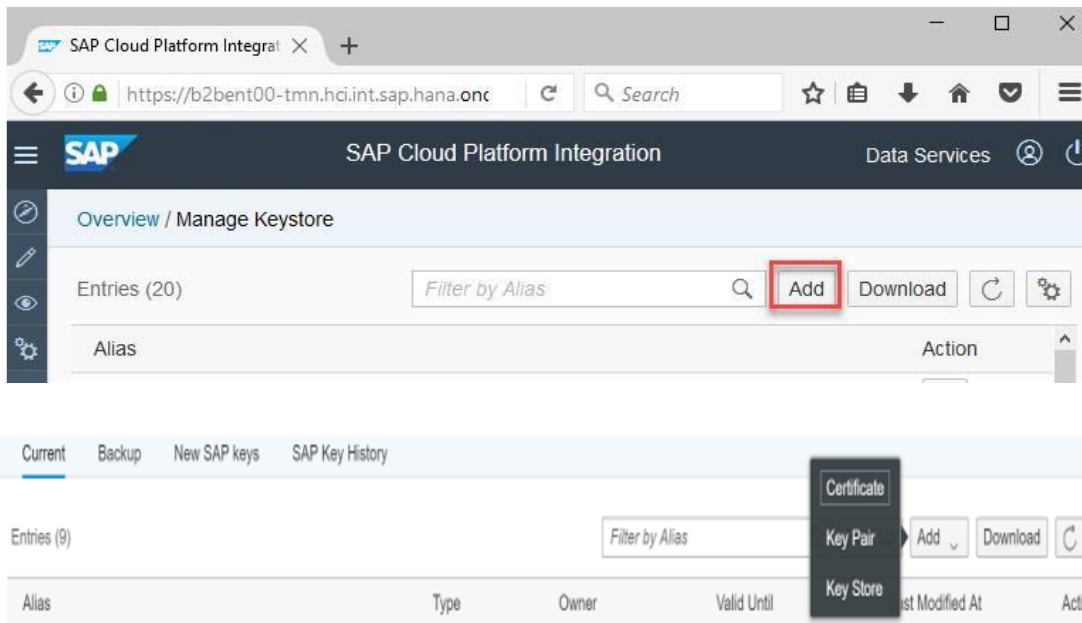 SAP Cloud Platform Integrat
https://b2bent00-tmn.hci.int.sap.hana.onc
Search
SAP
SAP Cloud Platform Integration
Data Services
Overview / Manage Keystore
Entries (20)
Filter by Alias
Add
Download
Alias
Action
Current
Backup
New SAP keys
SAP Key History
Certificate
Key Pair
Key Store
Entries (9)
Filter by Alias
Add
Download
Alias
Type
Owner
Valid Until
st Modified At
Acti